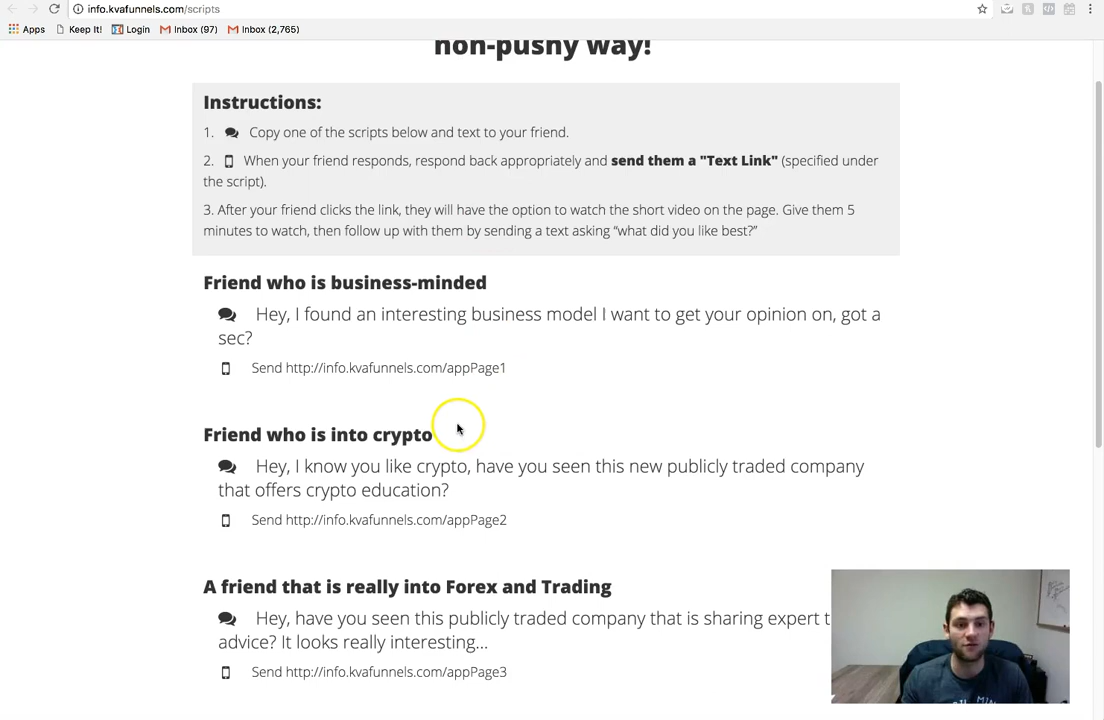 info.kvafunnels.com/scripts
Apps Keep It! Login Inbox (97) Inbox (2,765)
non-pushy way!
Instructions:
1. Copy one of the scripts below and text to your friend.
2. When your friend responds, respond back appropriately and send them a "Text Link" (specified under
the script).
3. After your friend clicks the link, they will have the option to watch the short video on the page. Give them 5
minutes to watch, then follow up with them by sending a text asking “what did you like best?”
Friend who is business-minded
Hey, I found an interesting business model I want to get your opinion on, got a
sec?
Send http://info.kvafunnels.com/appPage1
Friend who is into crypto
Hey, I know you like crypto, have you seen this new publicly traded company
that offers crypto education?
Send http://info.kvafunnels.com/appPage2
A friend that is really into Forex and Trading
Hey, have you seen this publicly traded company that is sharing expert
advice? It looks really interesting...
Send http://info.kvafunnels.com/appPage3